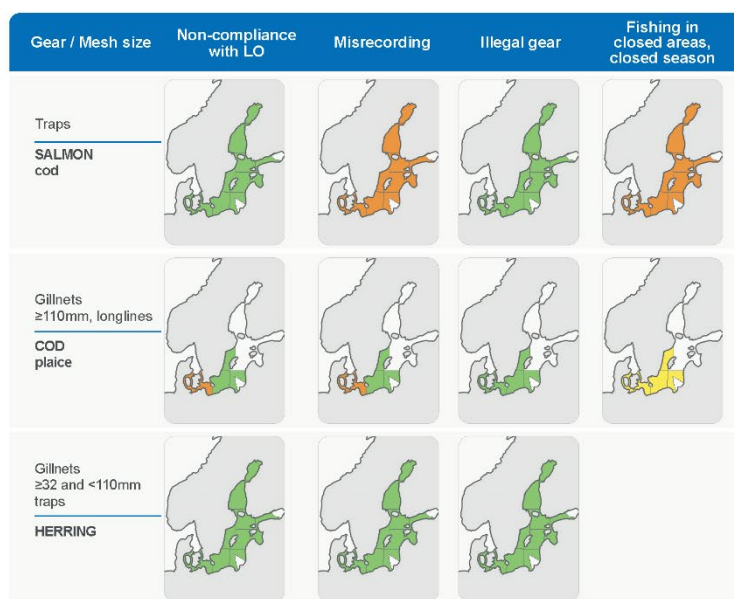 Gear / Mesh size
Non-compliance
with LO
Misrecording
Illegal gear
Fishing in
closed areas,
closed season
Traps
SALMON
cod
Gillnets
≥110mm, longlines
COD
plaice
Gillnets
≥32 and <110mm
traps
HERRING